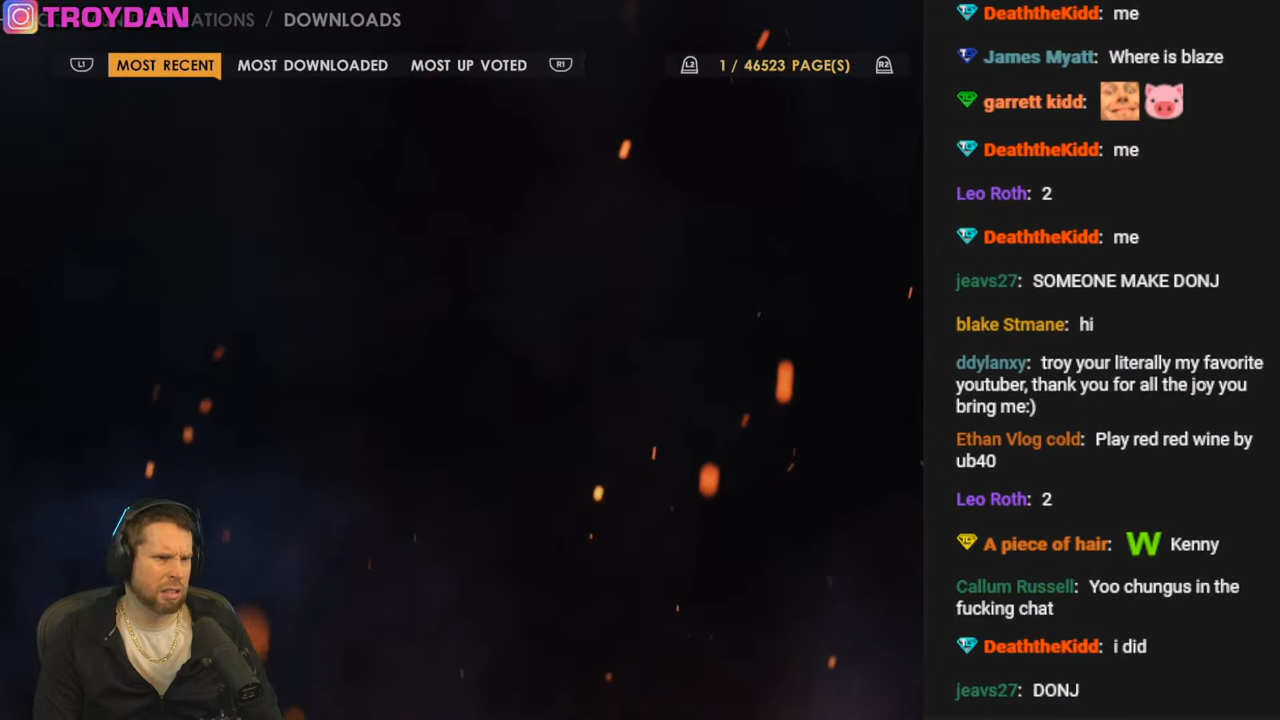 TROYDAN
ATIONS / DOWNLOADS
L1 MOST RECENT MOST DOWNLOADED MOST UP VOTED R1 L2 1 / 46523 PAGE(S) R2
DeaththeKidd: me
James Myatt: Where is blaze
garrett kidd:
DeaththeKidd: me
Leo Roth: 2
DeaththeKidd: me
jeavs27: SOMEONE MAKE DONJ
blake Stmane: hi
ddylanxy: troy your literally my favorite
youtuber, thank you for all the joy you
bring me:)
Ethan Vlog cold: Play red red wine by
ub40
Leo Roth: 2
A piece of hair: W Kenny
Callum Russell: Yoo chungus in the
fucking chat
DeaththeKidd: i did
jeavs27: DONJ